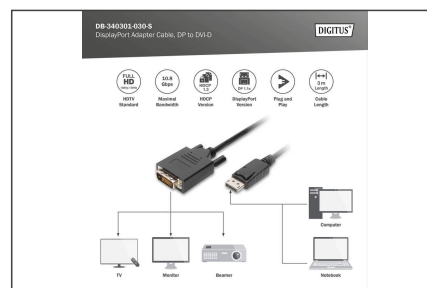 DB-340301-030-S
DisplayPort Adapter Cable, DP to DVI-D
DIGITUS®
FULL
HD
HDTV
Standard
10.8
Gbps
Maximal
Bandwidth
HDCP
1.3
HDCP
Version
DP 1.1a
DisplayPort
Version
Plug and
Play
3 m
Length
Cable
Length
Computer
TV
Monitor
Beamer
Notebook